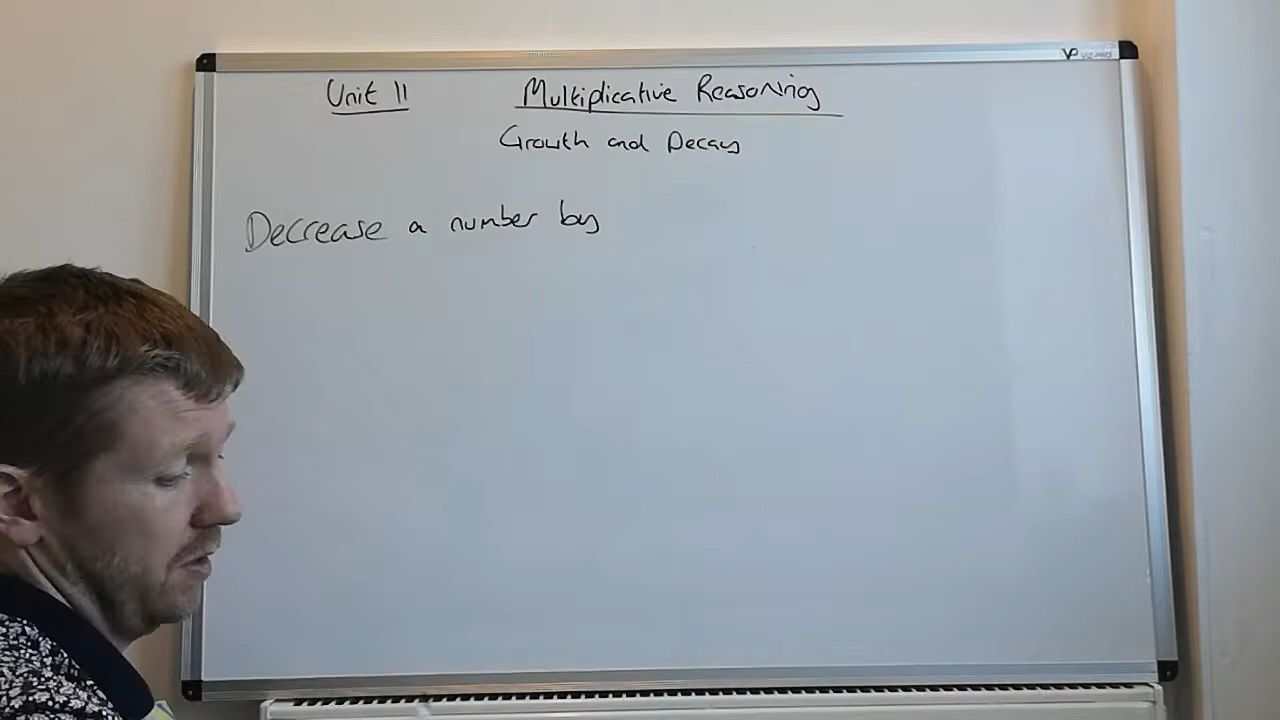 Unit 11 Multiplicative Reasoning
Growth and Decay
Decrease a number by